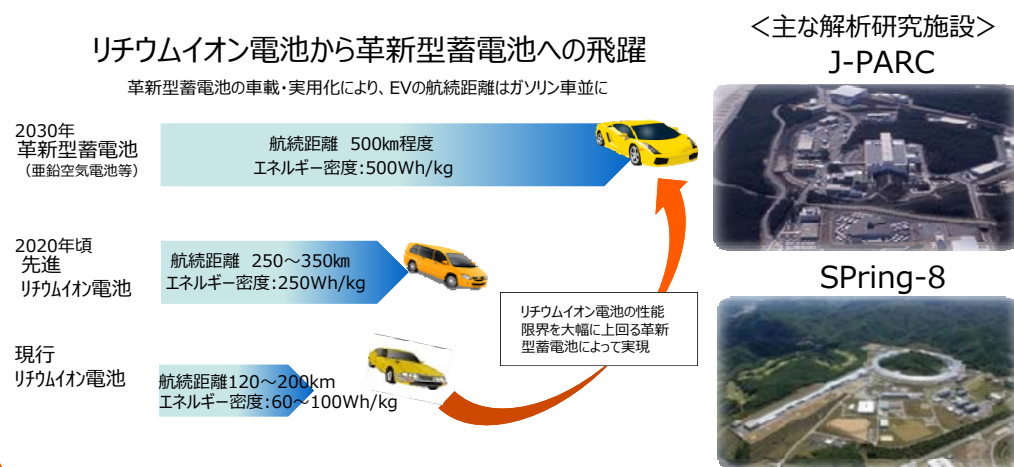 リチウムイオン電池から革新型蓄電池への飛躍
革新型蓄電池の車載・実用化により、EVの航続距離はガソリン車並に
2030年
革新型蓄電池
（亜鉛空気電池等）
航続距離 500㎞程度
エネルギー密度:500Wh/kg
2020年頃
先進
リチウムイオン電池
航続距離 250～350㎞
エネルギー密度:250Wh/kg
リチウムイオン電池の性能
限界を大幅に上回る革新
型蓄電池によって実現
現行
リチウムイオン電池
航続距離120～200km
エネルギー密度:60～100Wh/kg
＜主な解析研究施設＞
J-PARC
SPring-8